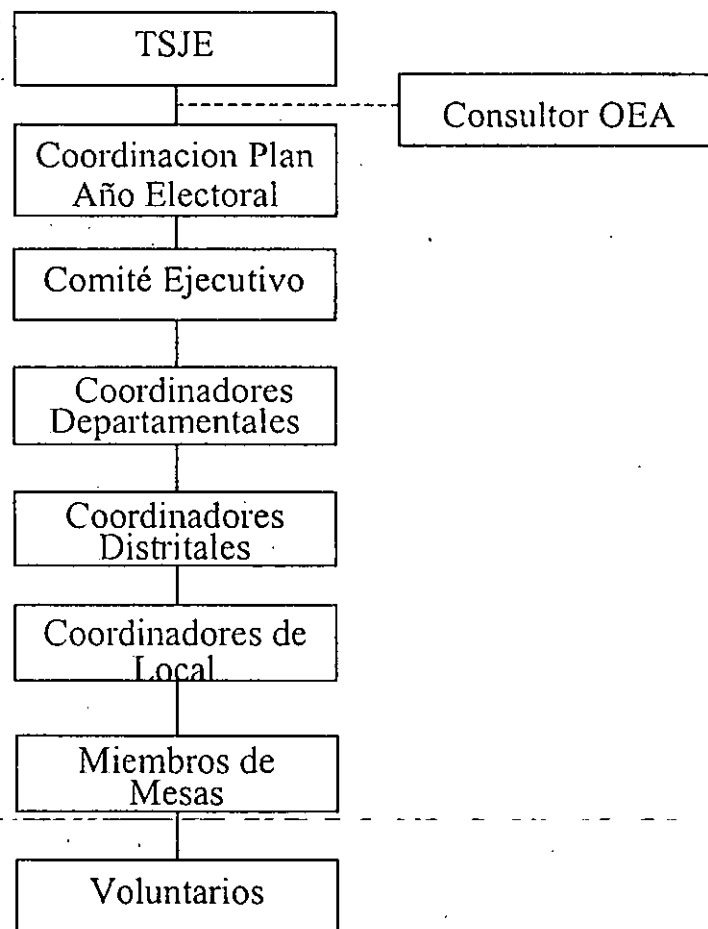 TSJE
Consultor OEA
Coordinacion Plan
Año Electoral
Comité Ejecutivo
Coordinadores
Departamentales
Coordinadores
Distritales
Coordinadores de
Local
Miembros de
Mesas
Voluntarios